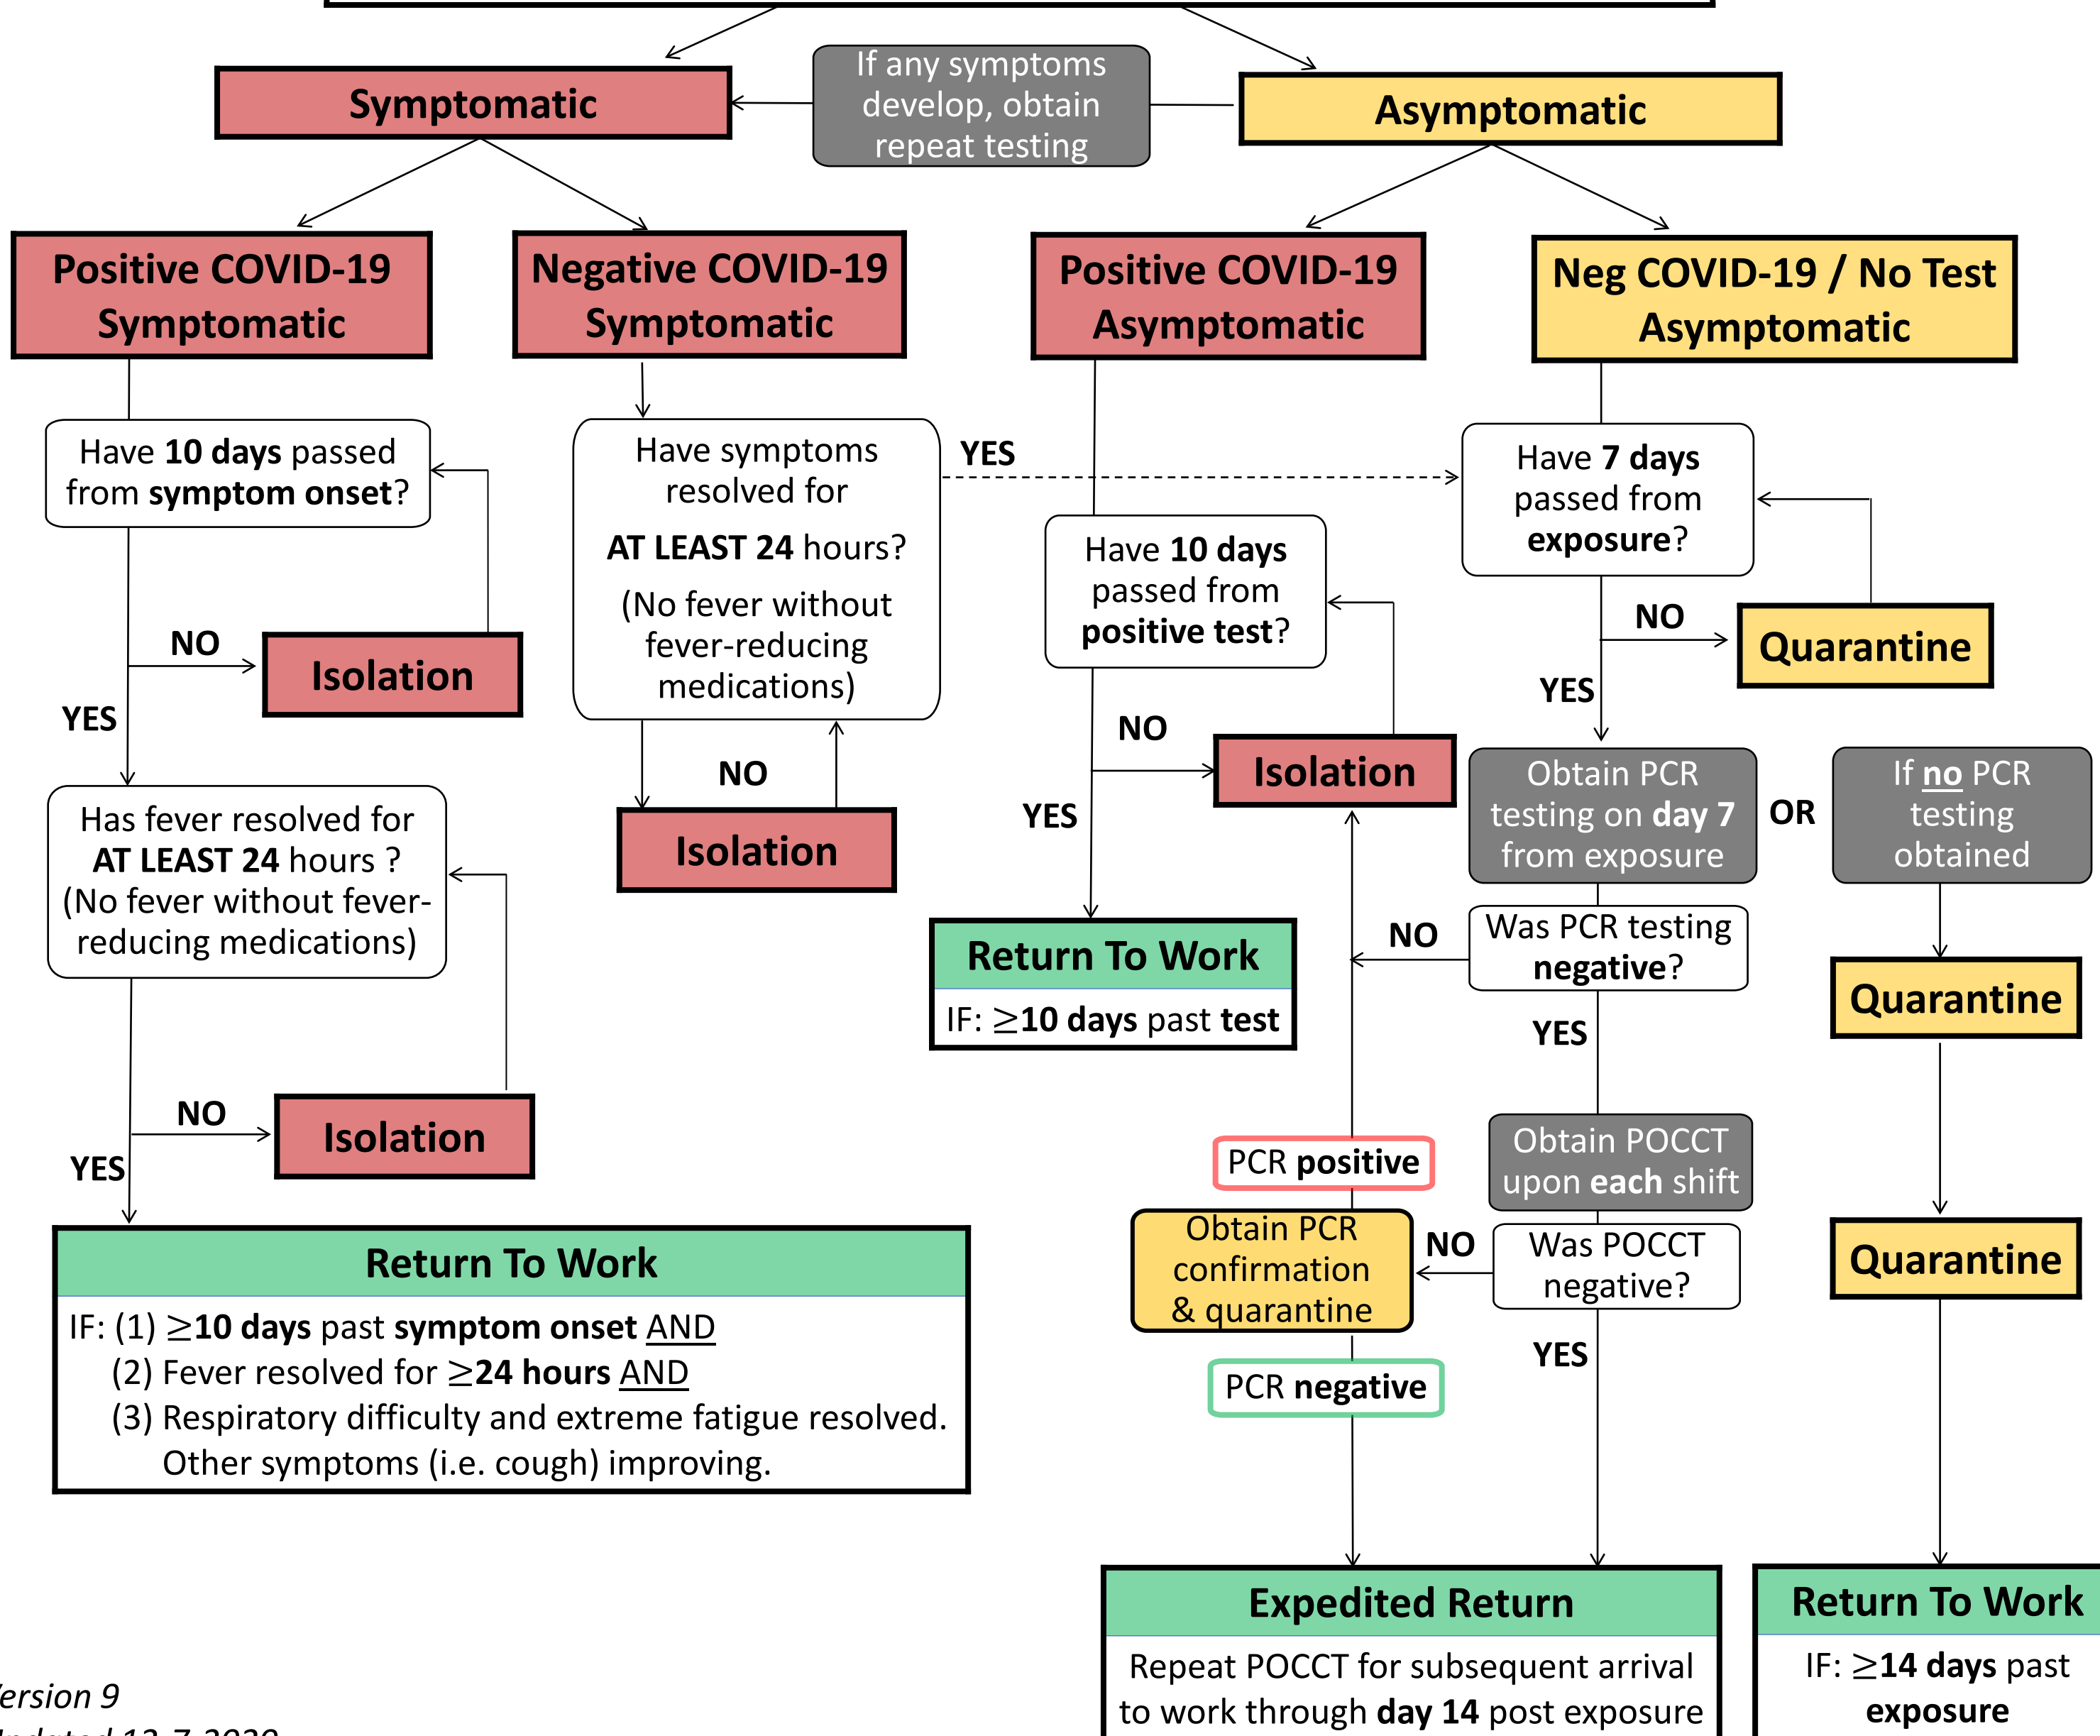 If any symptoms
develop, obtain
repeat testing
Symptomatic
Asymptomatic
Positive COVID-19
Symptomatic
Negative COVID-19
Symptomatic
Positive COVID-19
Asymptomatic
Neg COVID-19 / No Test
Asymptomatic
Have 10 days passed
from symptom onset?
NO
Isolation
YES
Has fever resolved for
AT LEAST 24 hours ?
(No fever without fever-
reducing medications)
NO
Isolation
YES
Return To Work
IF: (1) ≥10 days past symptom onset AND
(2) Fever resolved for ≥24 hours AND
(3) Respiratory difficulty and extreme fatigue resolved.
Other symptoms (i.e. cough) improving.
Have symptoms
resolved for
AT LEAST 24 hours?
(No fever without
fever-reducing
medications)
YES
NO
Isolation
Have 10 days
passed from
positive test?
NO
Isolation
YES
Return To Work
IF: ≥10 days past test
Have 7 days
passed from
exposure?
NO
Quarantine
YES
Obtain PCR
testing on day 7
from exposure
OR
If no PCR
testing
obtained
Was PCR testing
negative?
NO
YES
Quarantine
Obtain POCCT
upon each shift
Was POCCT
negative?
NO
YES
PCR positive
Obtain PCR
confirmation
& quarantine
PCR negative
Quarantine
Expedited Return
Repeat POCCT for subsequent arrival
to work through day 14 post exposure
Return To Work
IF: ≥14 days past
exposure
ersion 9
12-7-2020